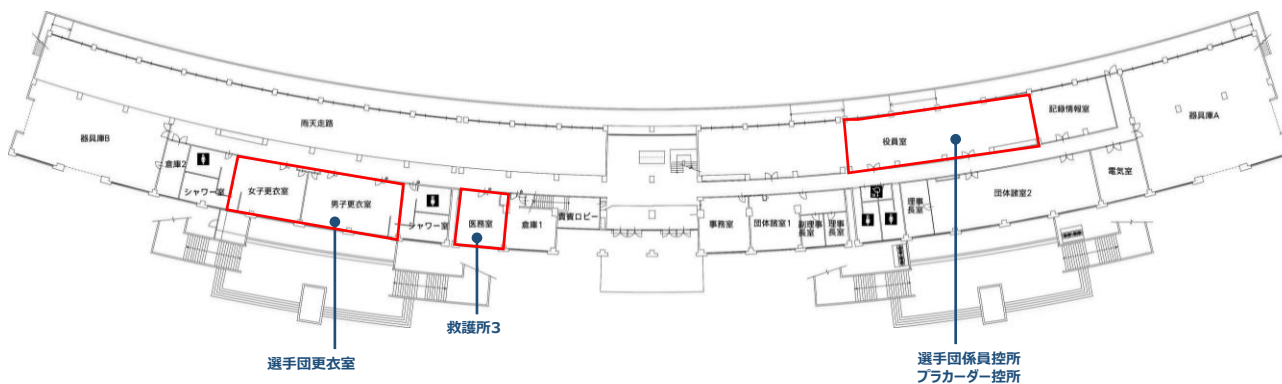 雨天走路
器具庫B
倉庫2
シャワー室
女子更衣室
男子更衣室
シャワー室
医務室
倉庫1
貴賓ロビー
事務室
団体諸室1
副理事長室
理事長室
理事長室
団体諸室2
電気室
役員室
記録情報室
器具庫A
選手団更衣室
救護所3
選手団係員控所
プラカーダー控所